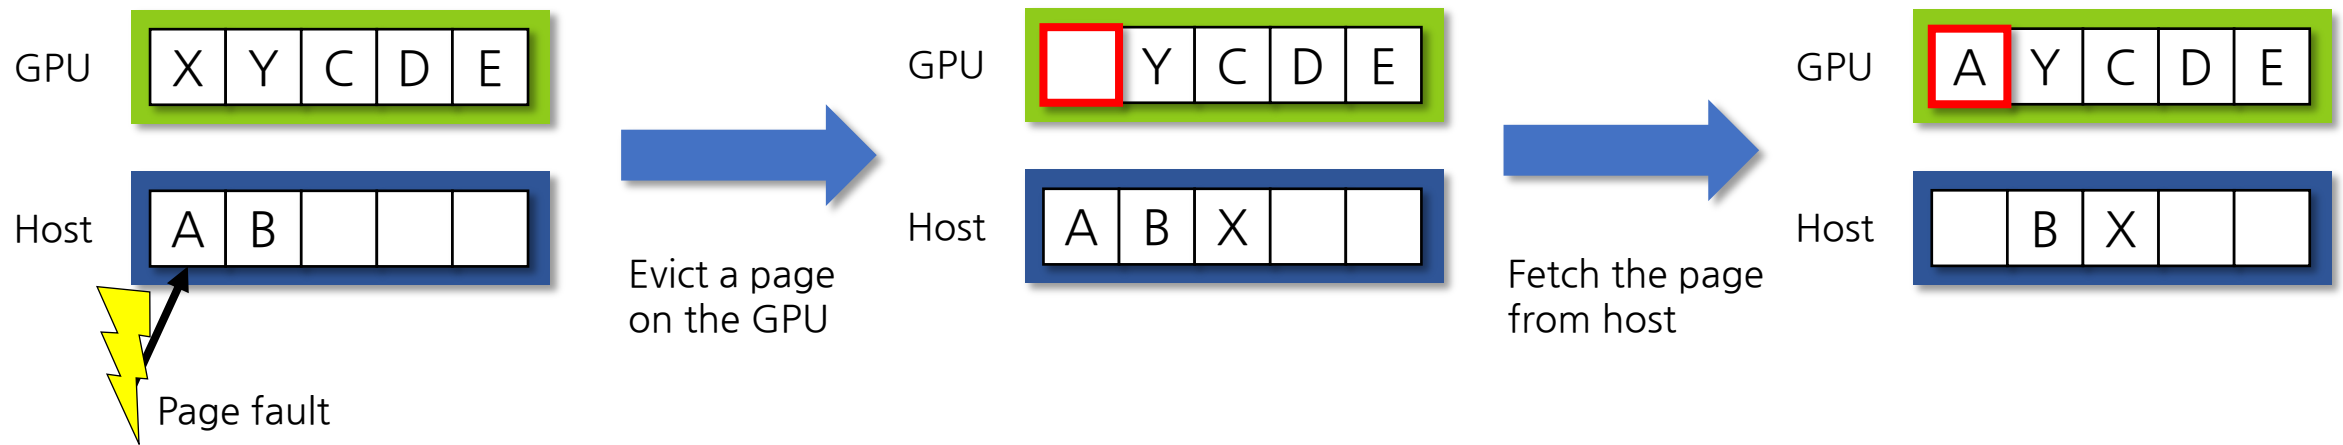 GPU X Y C D E
Host A B
Page fault
Evict a page
on the GPU
GPU Y C D E
Host A B X
Fetch the page
from host
GPU A Y C D E
Host B X